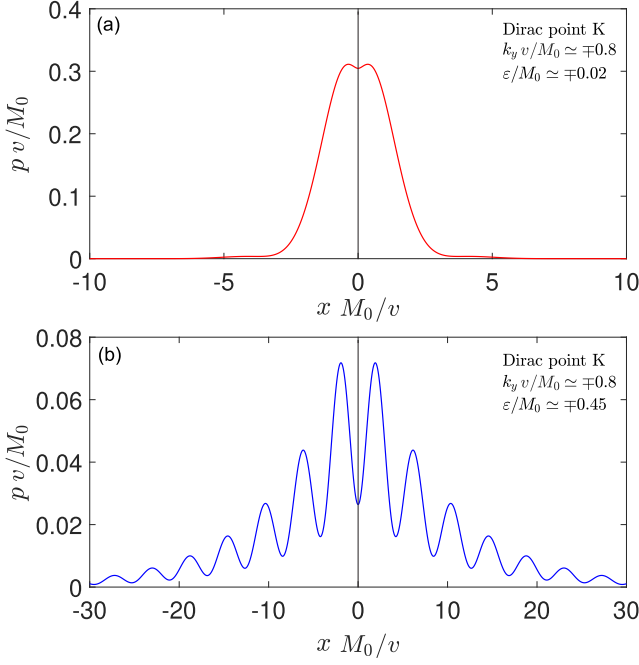 (a)
Dirac point K
k_y v/M_0 ≃ ∓0.8
ε/M_0 ≃ ∓0.02
p v/M_0
0.4
0.3
0.2
0.1
0
-10 -5 0 5 10
x M_0/v
(b)
Dirac point K
k_y v/M_0 ≃ ∓0.8
ε/M_0 ≃ ∓0.45
p v/M_0
0.08
0.06
0.04
0.02
0
-30 -20 -10 0 10 20 30
x M_0/v